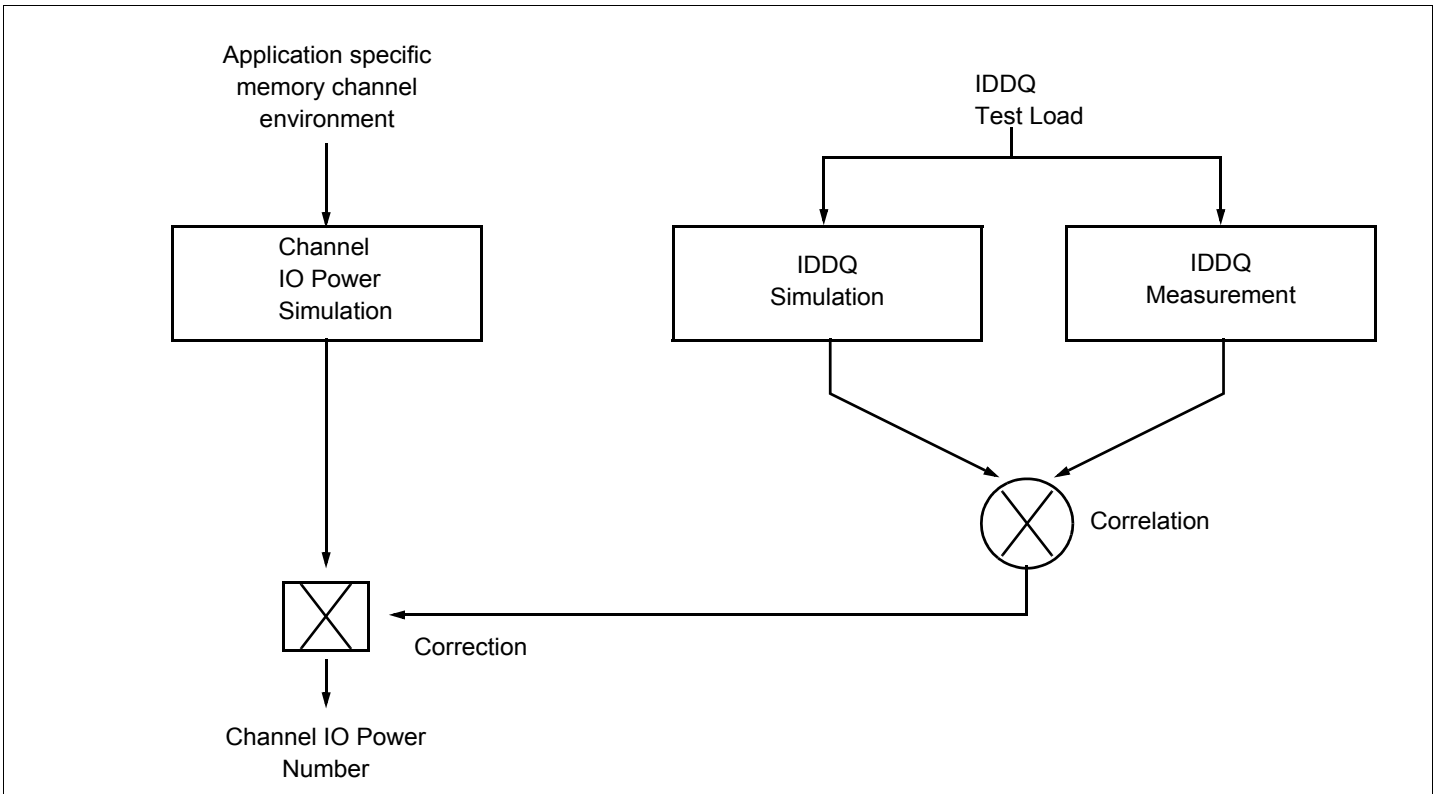 Application specific
memory channel
environment
IDDQ
Test Load
Channel
IO Power
Simulation
IDDQ
Simulation
IDDQ
Measurement
Correlation
Correction
Channel IO Power
Number